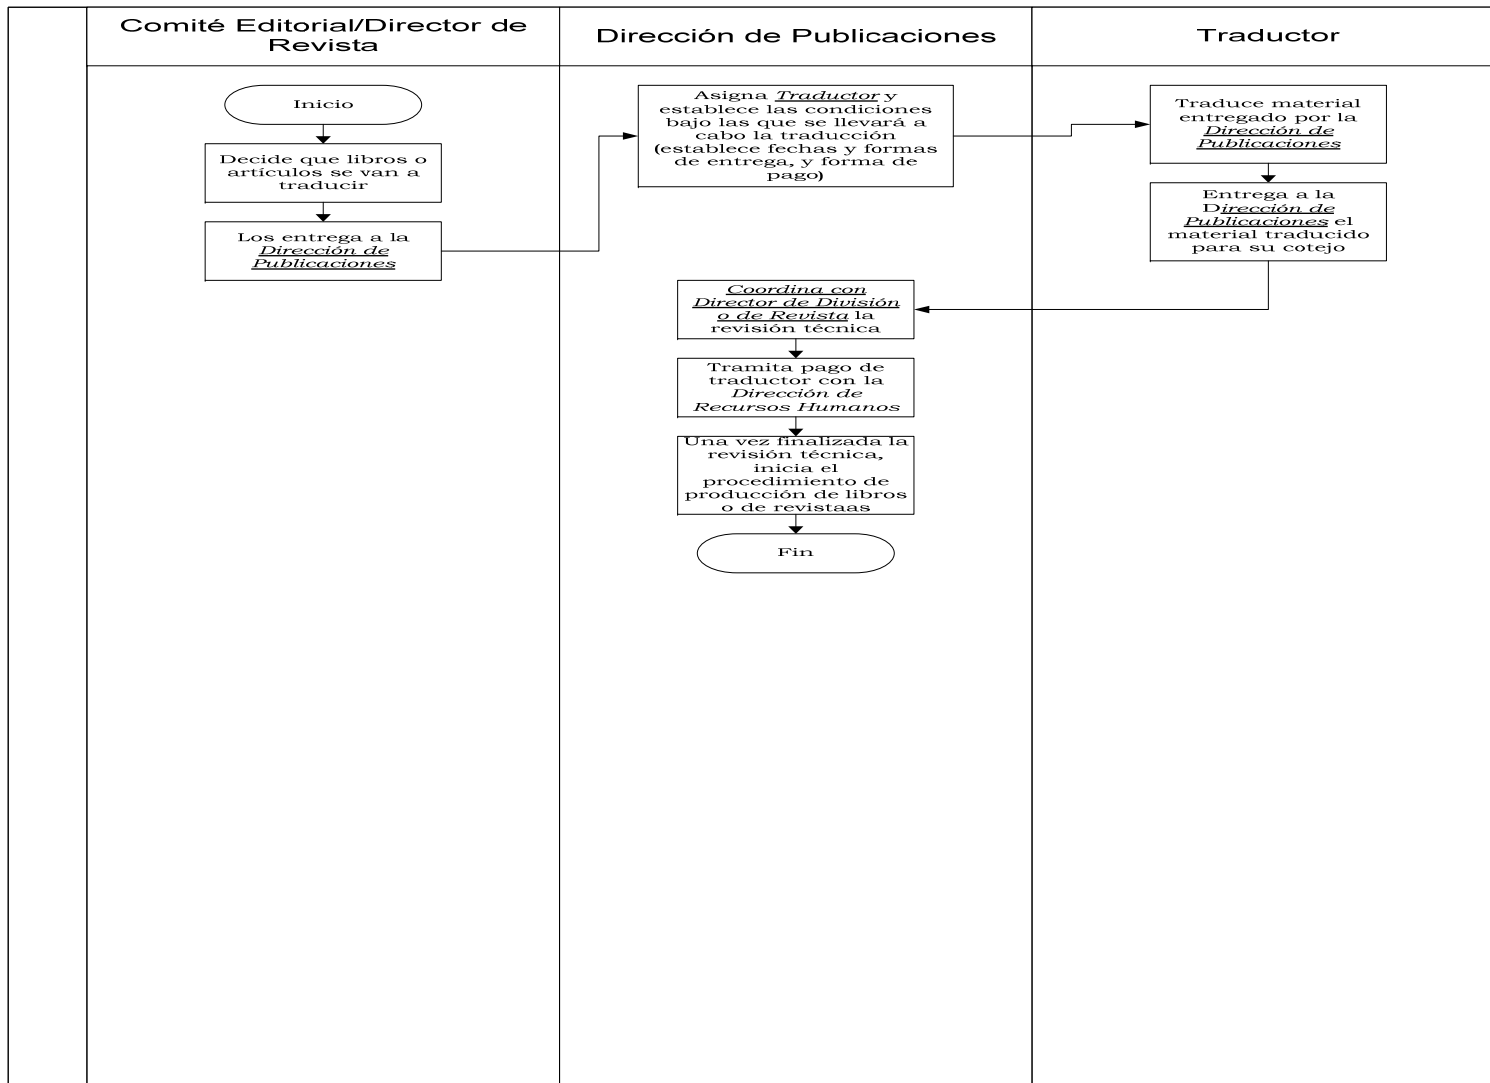 Comité Editorial/Director de
Revista
Dirección de Publicaciones
Traductor
Inicio
Decide que libros o
artículos se van a
traducir
Los entrega a la
Dirección de
Publicaciones
Asigna Traductor y
establece las condiciones
bajo las que se llevará a
cabo la traducción
(establece fechas y formas
de entrega, y forma de
pago)
Traduce material
entregado por la
Dirección de
Publicaciones
Entrega a la
Dirección de
Publicaciones el
material traducido
para su cotejo
Coordina con
Director de División
o de Revista la
revisión técnica
Tramita pago de
traductor con la
Dirección de
Recursos Humanos
Una vez finalizada la
revisión técnica,
inicia el
procedimiento de
producción de libros
o de revistaas
Fin